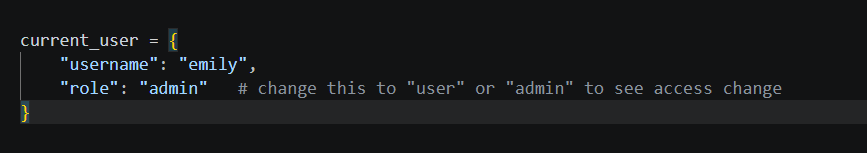 current_user = {
    "username": "emily",
    "role": "admin"   # change this to "user" or "admin" to see access change
}